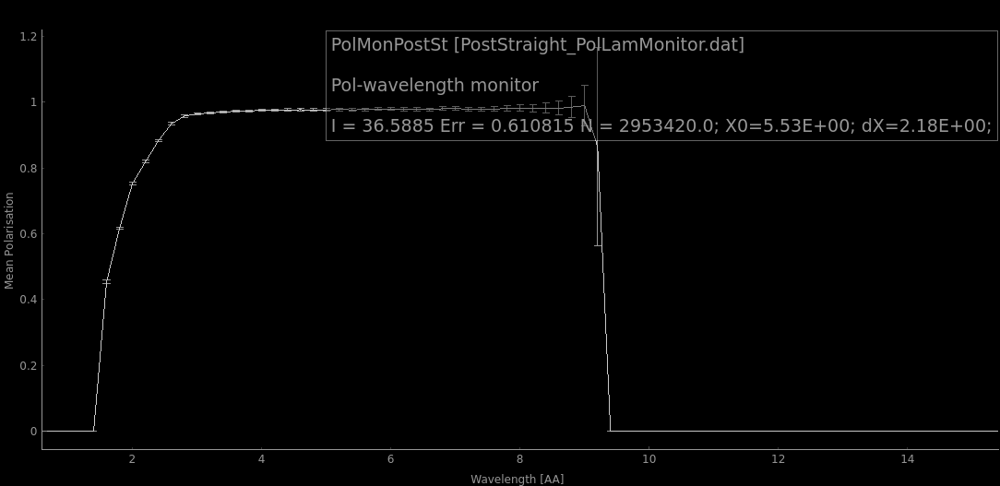 PolMonPostSt [PostStraight_PolLamMonitor.dat]
Pol-wavelength monitor
I = 36.5885 Err = 0.610815 N = 2953420.0; X0=5.53E+00; dX=2.18E+00;
1.2
1
0.8
0.6
0.4
0.2
0
Mean Polarisation
2 4 6 8 10 12 14
Wavelength [AA]